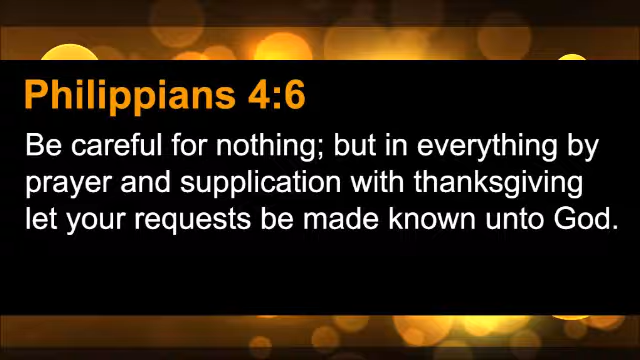 Philippians 4:6
Be careful for nothing; but in everything by
prayer and supplication with thanksgiving
let your requests be made known unto God.